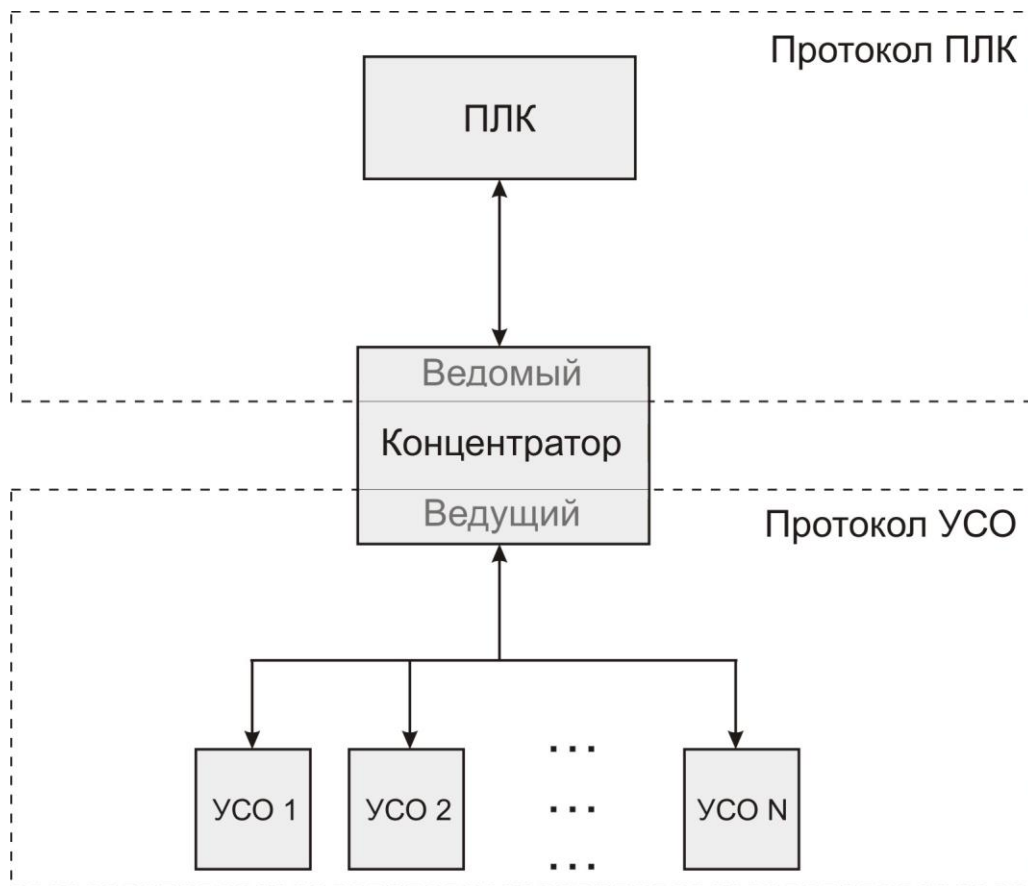 Протокол ПЛК
ПЛК
Ведомый
Концентратор
Ведущий
Протокол УСО
УСО 1
УСО 2
...
УСО N
...
...